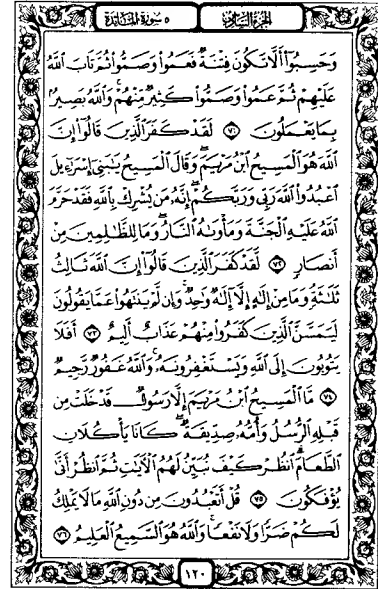 الجزء السادس ٥ سورة المائدة
وَحَسِبُوٓا۟ أَلَّا تَكُونَ فِتْنَةٌ فَعَمُوا۟ وَصَمُّوا۟ ثُمَّ تَابَ ٱللَّهُ
عَلَيْهِمْ ثُمَّ عَمُوا۟ وَصَمُّوا۟ كَثِيرٌ مِّنْهُمْ وَٱللَّهُ بَصِيرٌۢ
بِمَا يَعْمَلُونَ ٧١ لَقَدْ كَفَرَ ٱلَّذِينَ قَالُوٓا۟ إِنَّ
ٱللَّهَ هُوَ ٱلْمَسِيحُ ٱبْنُ مَرْيَمَ وَقَالَ ٱلْمَسِيحُ يَٰبَنِىٓ إِسْرَٰٓءِيلَ
ٱعْبُدُوا۟ ٱللَّهَ رَبِّى وَرَبَّكُمْ إِنَّهُۥ مَن يُشْرِكْ بِٱللَّهِ فَقَدْ حَرَّمَ
ٱللَّهُ عَلَيْهِ ٱلْجَنَّةَ وَمَأْوَىٰهُ ٱلنَّارُ وَمَا لِلظَّٰلِمِينَ مِنْ
أَنصَارٍ ٧٢ لَّقَدْ كَفَرَ ٱلَّذِينَ قَالُوٓا۟ إِنَّ ٱللَّهَ ثَالِثُ
ثَلَٰثَةٍ وَمَا مِنْ إِلَٰهٍ إِلَّآ إِلَٰهٌ وَٰحِدٌ وَإِن لَّمْ يَنتَهُوا۟ عَمَّا يَقُولُونَ
لَيَمَسَّنَّ ٱلَّذِينَ كَفَرُوا۟ مِنْهُمْ عَذَابٌ أَلِيمٌ ٧٣ أَفَلَا
يَتُوبُونَ إِلَى ٱللَّهِ وَيَسْتَغْفِرُونَهُۥ وَٱللَّهُ غَفُورٌ رَّحِيمٌ
٧٤ مَّا ٱلْمَسِيحُ ٱبْنُ مَرْيَمَ إِلَّا رَسُولٌ قَدْ خَلَتْ مِن
قَبْلِهِ ٱلرُّسُلُ وَأُمُّهُۥ صِدِّيقَةٌ كَانَا يَأْكُلَانِ
ٱلطَّعَامَ ٱنظُرْ كَيْفَ نُبَيِّنُ لَهُمُ ٱلْـَٔايَٰتِ ثُمَّ ٱنظُرْ أَنَّىٰ
يُؤْفَكُونَ ٧٥ قُلْ أَتَعْبُدُونَ مِن دُونِ ٱللَّهِ مَا لَا يَمْلِكُ
لَكُمْ ضَرًّا وَلَا نَفْعًا وَٱللَّهُ هُوَ ٱلسَّمِيعُ ٱلْعَلِيمُ ٧٦
١٢٠